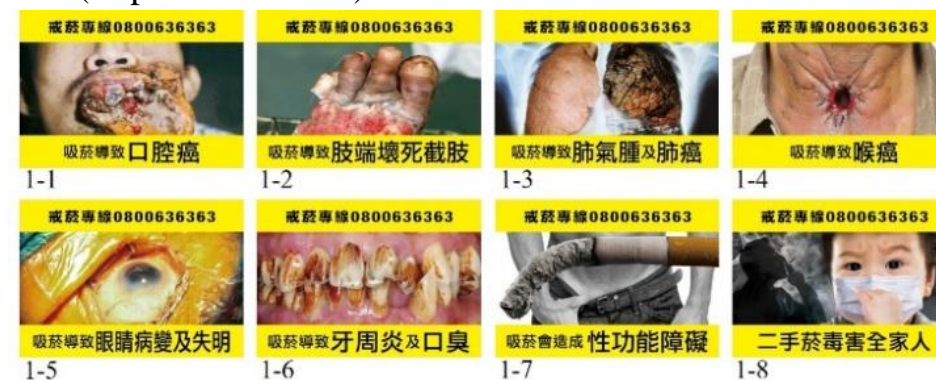 戒菸專線0800636363
吸菸導致口腔癌
1-1
戒菸專線0800636363
吸菸導致肢端壞死截肢
1-2
戒菸專線0800636363
吸菸導致肺氣腫及肺癌
1-3
戒菸專線0800636363
吸菸導致喉癌
1-4
戒菸專線0800636363
吸菸導致眼睛病變及失明
1-5
戒菸專線0800636363
吸菸導致牙周炎及口臭
1-6
戒菸專線0800636363
吸菸會造成性功能障礙
1-7
戒菸專線0800636363
二手菸毒害全家人
1-8